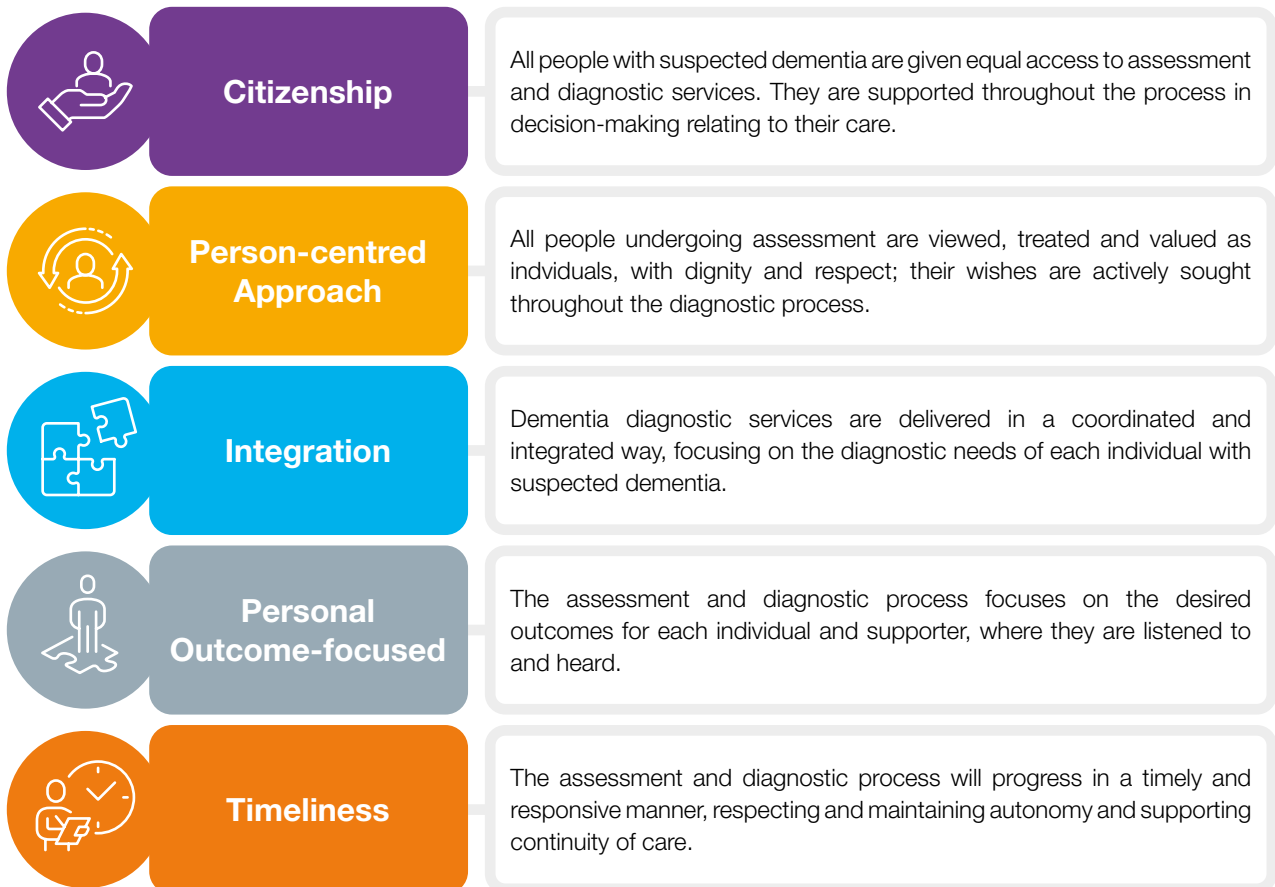 Citizenship
All people with suspected dementia are given equal access to assessment
and diagnostic services. They are supported throughout the process in
decision-making relating to their care.
Person-centred
Approach
All people undergoing assessment are viewed, treated and valued as
indviduals, with dignity and respect; their wishes are actively sought
throughout the diagnostic process.
Integration
Dementia diagnostic services are delivered in a coordinated and
integrated way, focusing on the diagnostic needs of each individual with
suspected dementia.
Personal
Outcome-focused
The assessment and diagnostic process focuses on the desired
outcomes for each individual and supporter, where they are listened to
and heard.
Timeliness
The assessment and diagnostic process will progress in a timely and
responsive manner, respecting and maintaining autonomy and supporting
continuity of care.